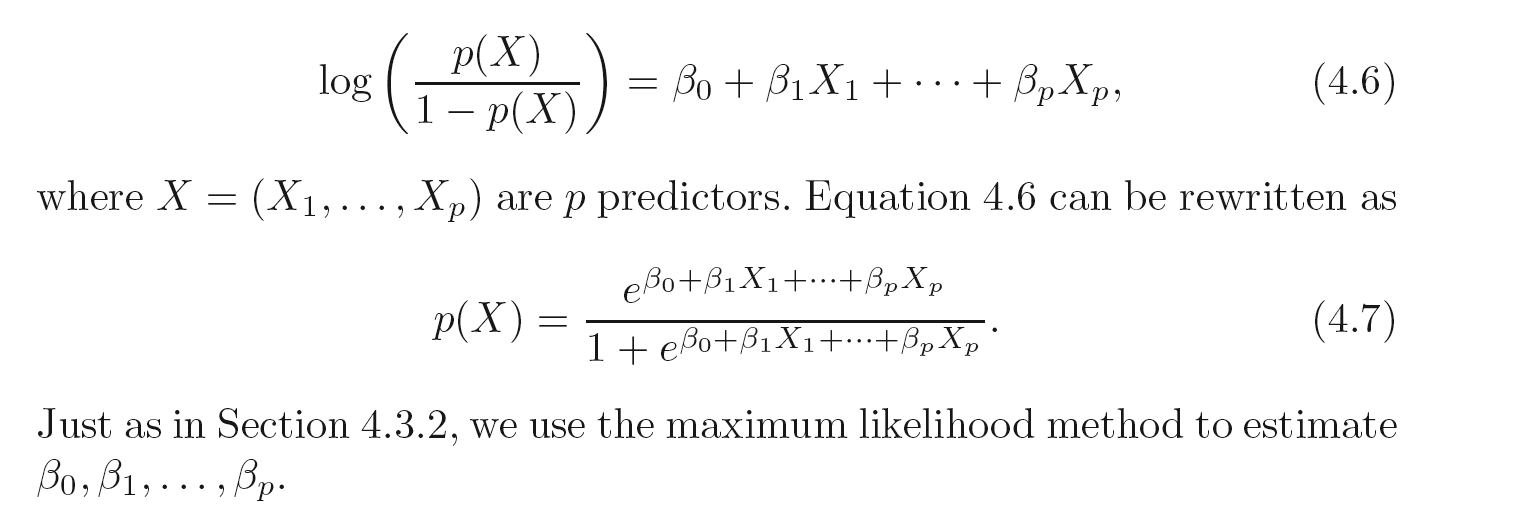 log ( p(X) / (1 − p(X)) ) = β₀ + β₁X₁ + ··· + βₚXₚ, (4.6)
where X = (X₁, . . . , Xₚ) are p predictors. Equation 4.6 can be rewritten as
p(X) = e^(β₀+β₁X₁+···+βₚXₚ) / (1 + e^(β₀+β₁X₁+···+βₚXₚ)). (4.7)
Just as in Section 4.3.2, we use the maximum likelihood method to estimate
β₀, β₁, . . . , βₚ.